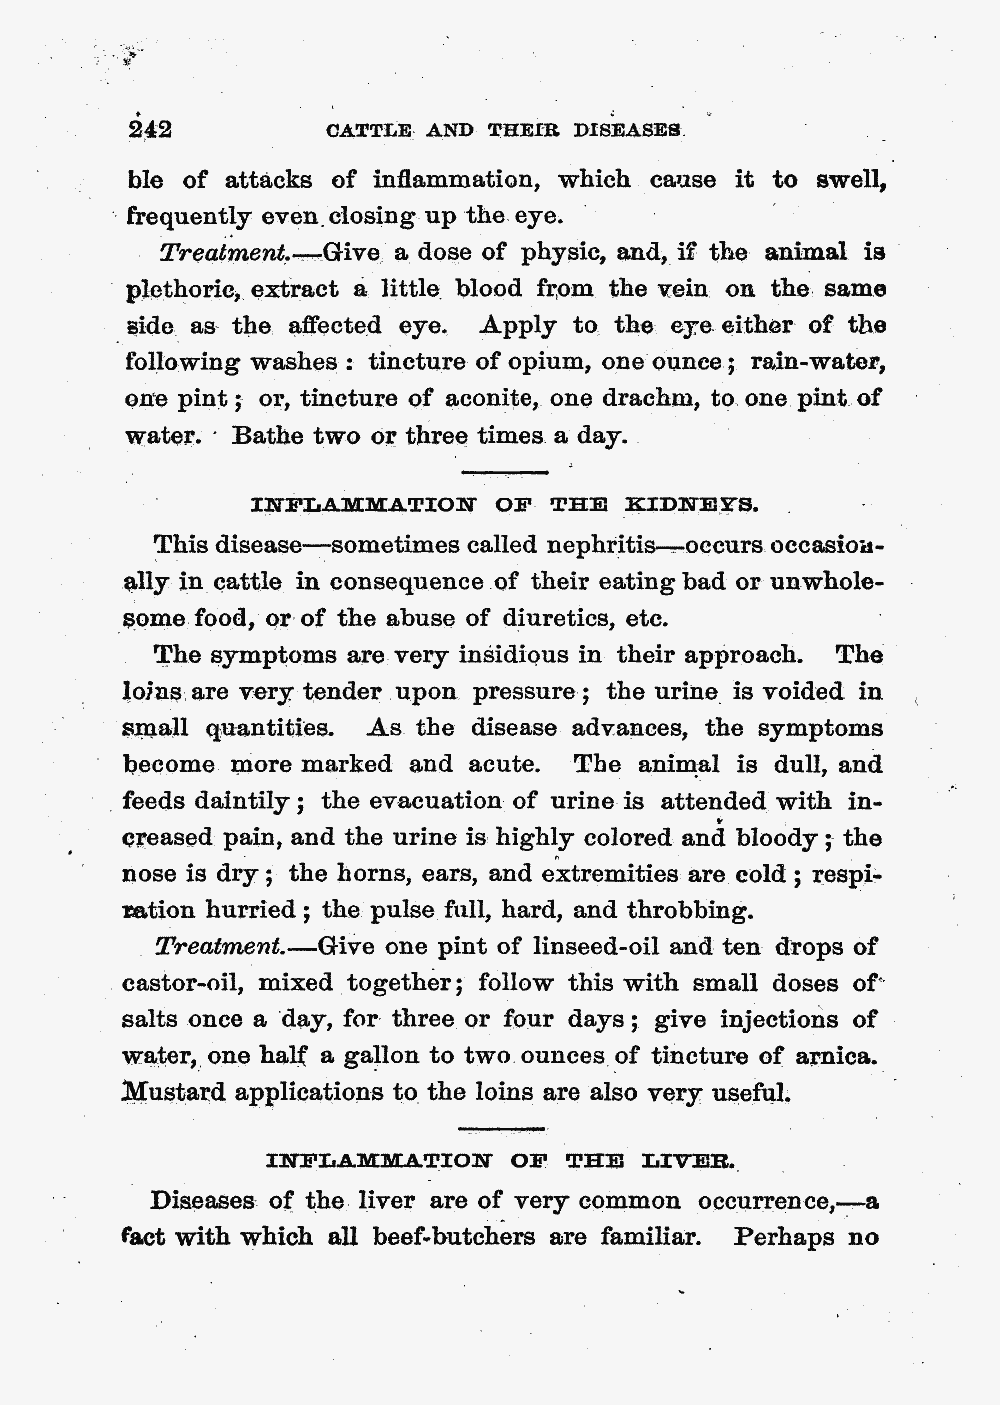 242 CATTLE AND THEIR DISEASES
ble of attacks of inflammation, which cause it to swell,
frequently even closing up the eye.
Treatment.—Give a dose of physic, and, if the animal is
plethoric, extract a little blood from the vein on the same
side as the affected eye. Apply to the eye either of the
following washes : tincture of opium, one ounce ; rain-water,
one pint ; or, tincture of aconite, one drachm, to one pint of
water. Bathe two or three times a day.
INFLAMMATION OF THE KIDNEYS.
This disease—sometimes called nephritis—occurs occasion-
ally in cattle in consequence of their eating bad or unwhole-
some food, or of the abuse of diuretics, etc.
The symptoms are very insidious in their approach. The
loins are very tender upon pressure ; the urine is voided in
small quantities. As the disease advances, the symptoms
become more marked and acute. The animal is dull, and
feeds daintily ; the evacuation of urine is attended with in-
creased pain, and the urine is highly colored and bloody ; the
nose is dry ; the horns, ears, and extremities are cold ; respi-
ration hurried ; the pulse full, hard, and throbbing.
Treatment.—Give one pint of linseed-oil and ten drops of
castor-oil, mixed together ; follow this with small doses of
salts once a day, for three or four days ; give injections of
water, one half a gallon to two ounces of tincture of arnica.
Mustard applications to the loins are also very useful.
INFLAMMATION OF THE LIVER.
Diseases of the liver are of very common occurrence,—a
fact with which all beef-butchers are familiar. Perhaps no